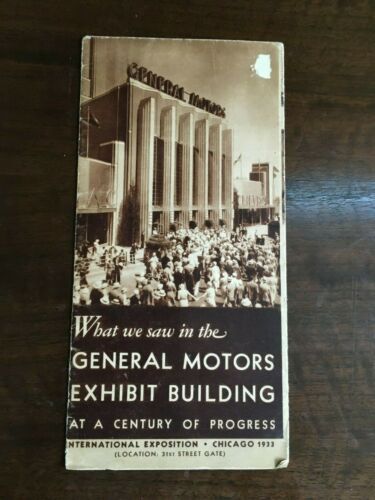 GENERAL MOTORS
What we saw in the
GENERAL MOTORS
EXHIBIT BUILDING
AT A CENTURY OF PROGRESS
NTERNATIONAL EXPOSITION • CHICAGO 1933
(LOCATION: 31ST STREET GATE)